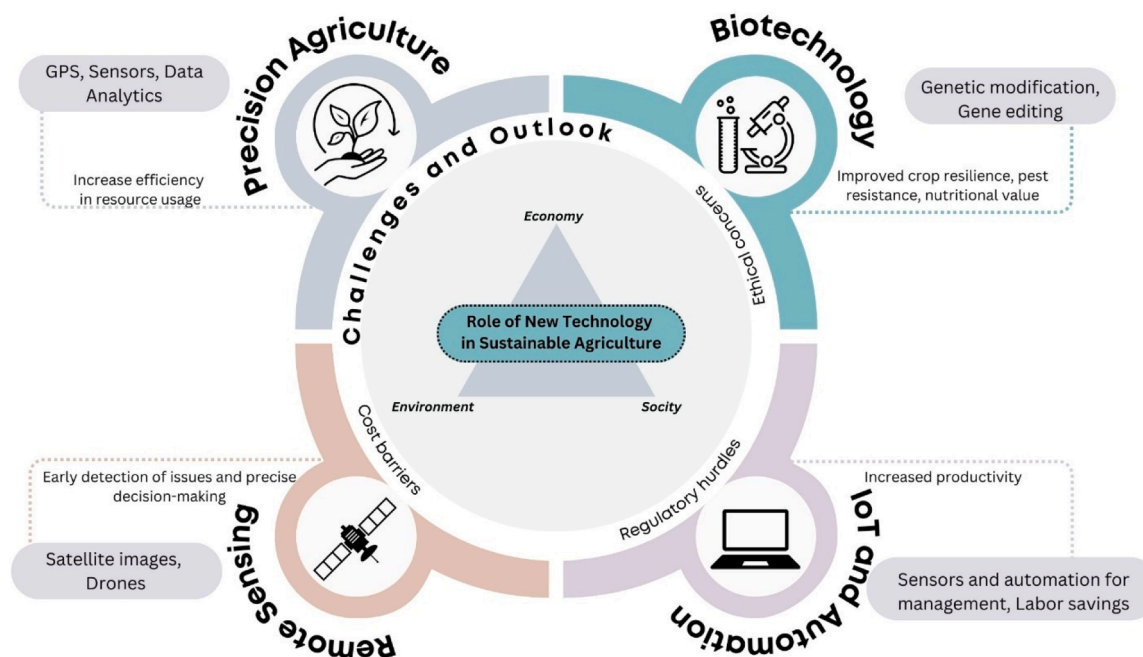 Precision Agriculture
GPS, Sensors, Data
Analytics
Increase efficiency
in resource usage
Biotechnology
Genetic modification,
Gene editing
Improved crop resilience, pest
resistance, nutritional value
Challenges and Outlook
Ethical concerns
Economy
Role of New Technology
in Sustainable Agriculture
Environment
Socity
Cost barriers
Regulatory hurdles
Early detection of issues and precise
decision-making
Satellite images,
Drones
Remote Sensing
Increased productivity
Sensors and automation for
management, Labor savings
IoT and Automation